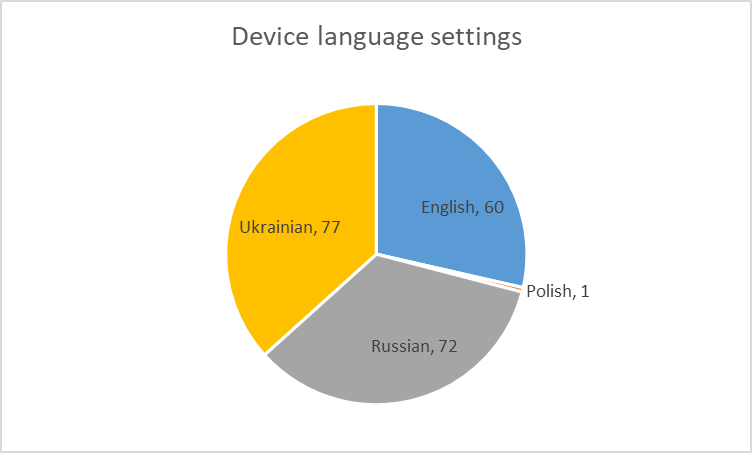 Device language settings
English, 60
Polish, 1
Russian, 72
Ukrainian, 77